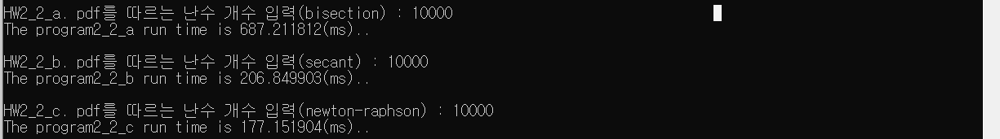 HW2_2_a. pdf를 따르는 난수 개수 입력(bisection) : 10000
The program2_2_a run time is 687.211812(ms)..
HW2_2_b. pdf를 따르는 난수 개수 입력(secant) : 10000
The program2_2_b run time is 206.849903(ms)..
HW2_2_c. pdf를 따르는 난수 개수 입력(newton-raphson) : 10000
The program2_2_c run time is 177.151904(ms)..